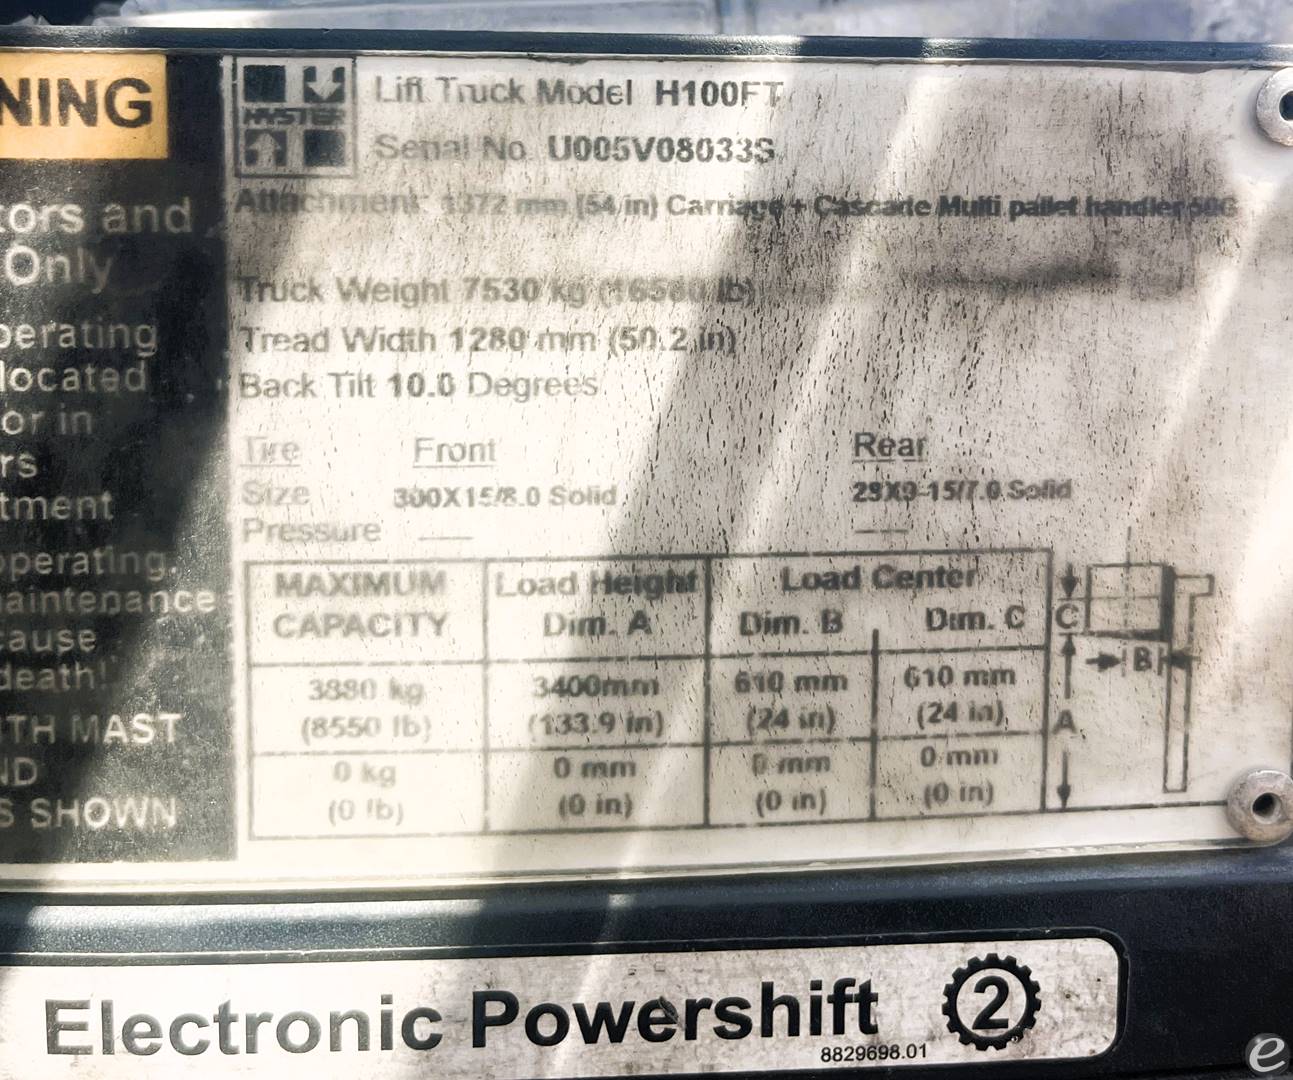 NING
tors and
Only
perating
located
or in
rs
tment
operating,
maintenance
cause
death!
TH MAST
ND
S SHOWN
HYSTER
Lift Truck Model H100FT
Serial No U005V08033S
Attachment 1372 mm (54 in) Carriage + Cascade Multi pallet handler
Truck Weight 7530 kg lb)
Tread Width 1280 mm (50.2 in)
Back Tilt 10.0 Degrees
Tire Front Rear
Size 300X15/8.0 Solid 28X9-15/7.0 Solid
Pressure
MAXIMUM CAPACITY Load Height Dim. A Load Center Dim. B Dim. C
3880 kg 3400mm 610 mm 610 mm
(8550 lb) (133.9 in) (24 in) (24 in)
0 kg 0 mm 0 mm 0 mm
(0 lb) (0 in) (0 in) (0 in)
C
B
A
Electronic Powershift 2
8829698.01
e